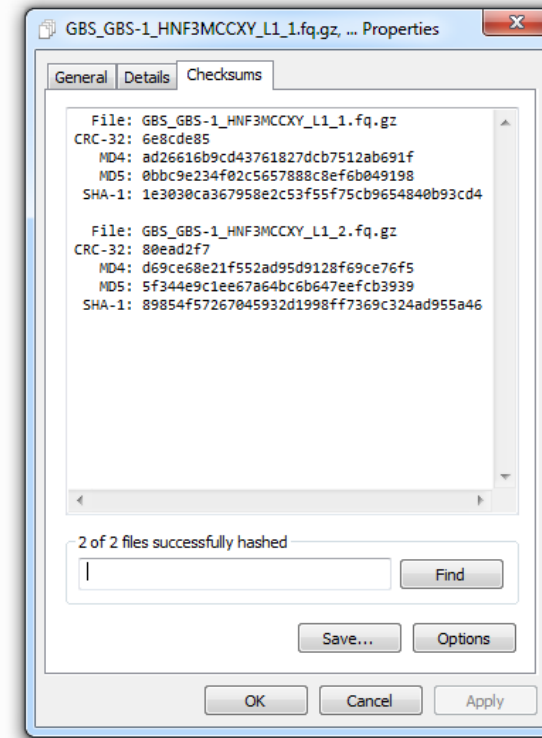 GBS_GBS-1_HNF3MCCXY_L1_1.fq.gz, ... Properties
General Details Checksums
File: GBS_GBS-1_HNF3MCCXY_L1_1.fq.gz
CRC-32: 6e8cde85
MD4: ad26616b9cd43761827dcb7512ab691f
MD5: 0bbc9e234f02c5657888c8ef6b049198
SHA-1: 1e3030ca367958e2c53f55f75cb9654840b93cd4
File: GBS_GBS-1_HNF3MCCXY_L1_2.fq.gz
CRC-32: 80ead2f7
MD4: d69ce68e21f552ad95d9128f69ce76f5
MD5: 5f344e9c1ee67a64bc6b647eefcb3939
SHA-1: 89854f57267045932d1998ff7369c324ad955a46
2 of 2 files successfully hashed
Find
Save... Options
OK Cancel Apply